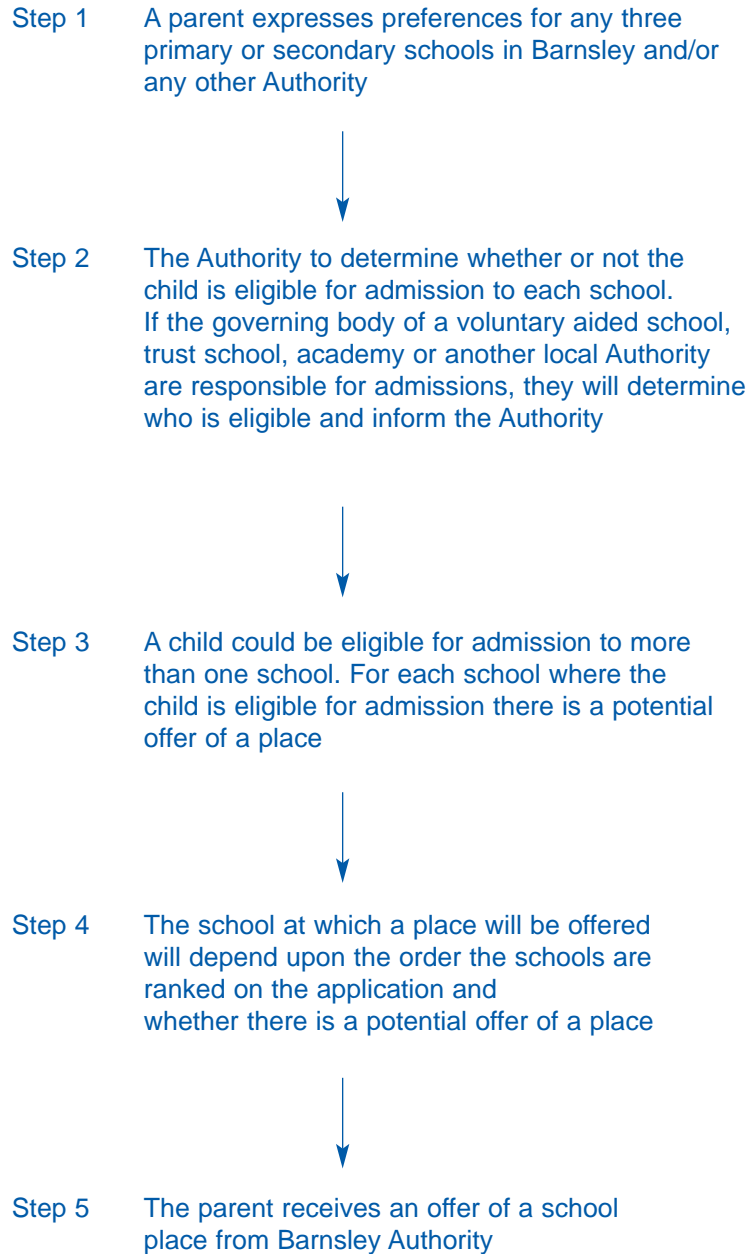 Step 1 A parent expresses preferences for any three
primary or secondary schools in Barnsley and/or
any other Authority
Step 2 The Authority to determine whether or not the
child is eligible for admission to each school.
If the governing body of a voluntary aided school,
trust school, academy or another local Authority
are responsible for admissions, they will determine
who is eligible and inform the Authority
Step 3 A child could be eligible for admission to more
than one school. For each school where the
child is eligible for admission there is a potential
offer of a place
Step 4 The school at which a place will be offered
will depend upon the order the schools are
ranked on the application and
whether there is a potential offer of a place
Step 5 The parent receives an offer of a school
place from Barnsley Authority